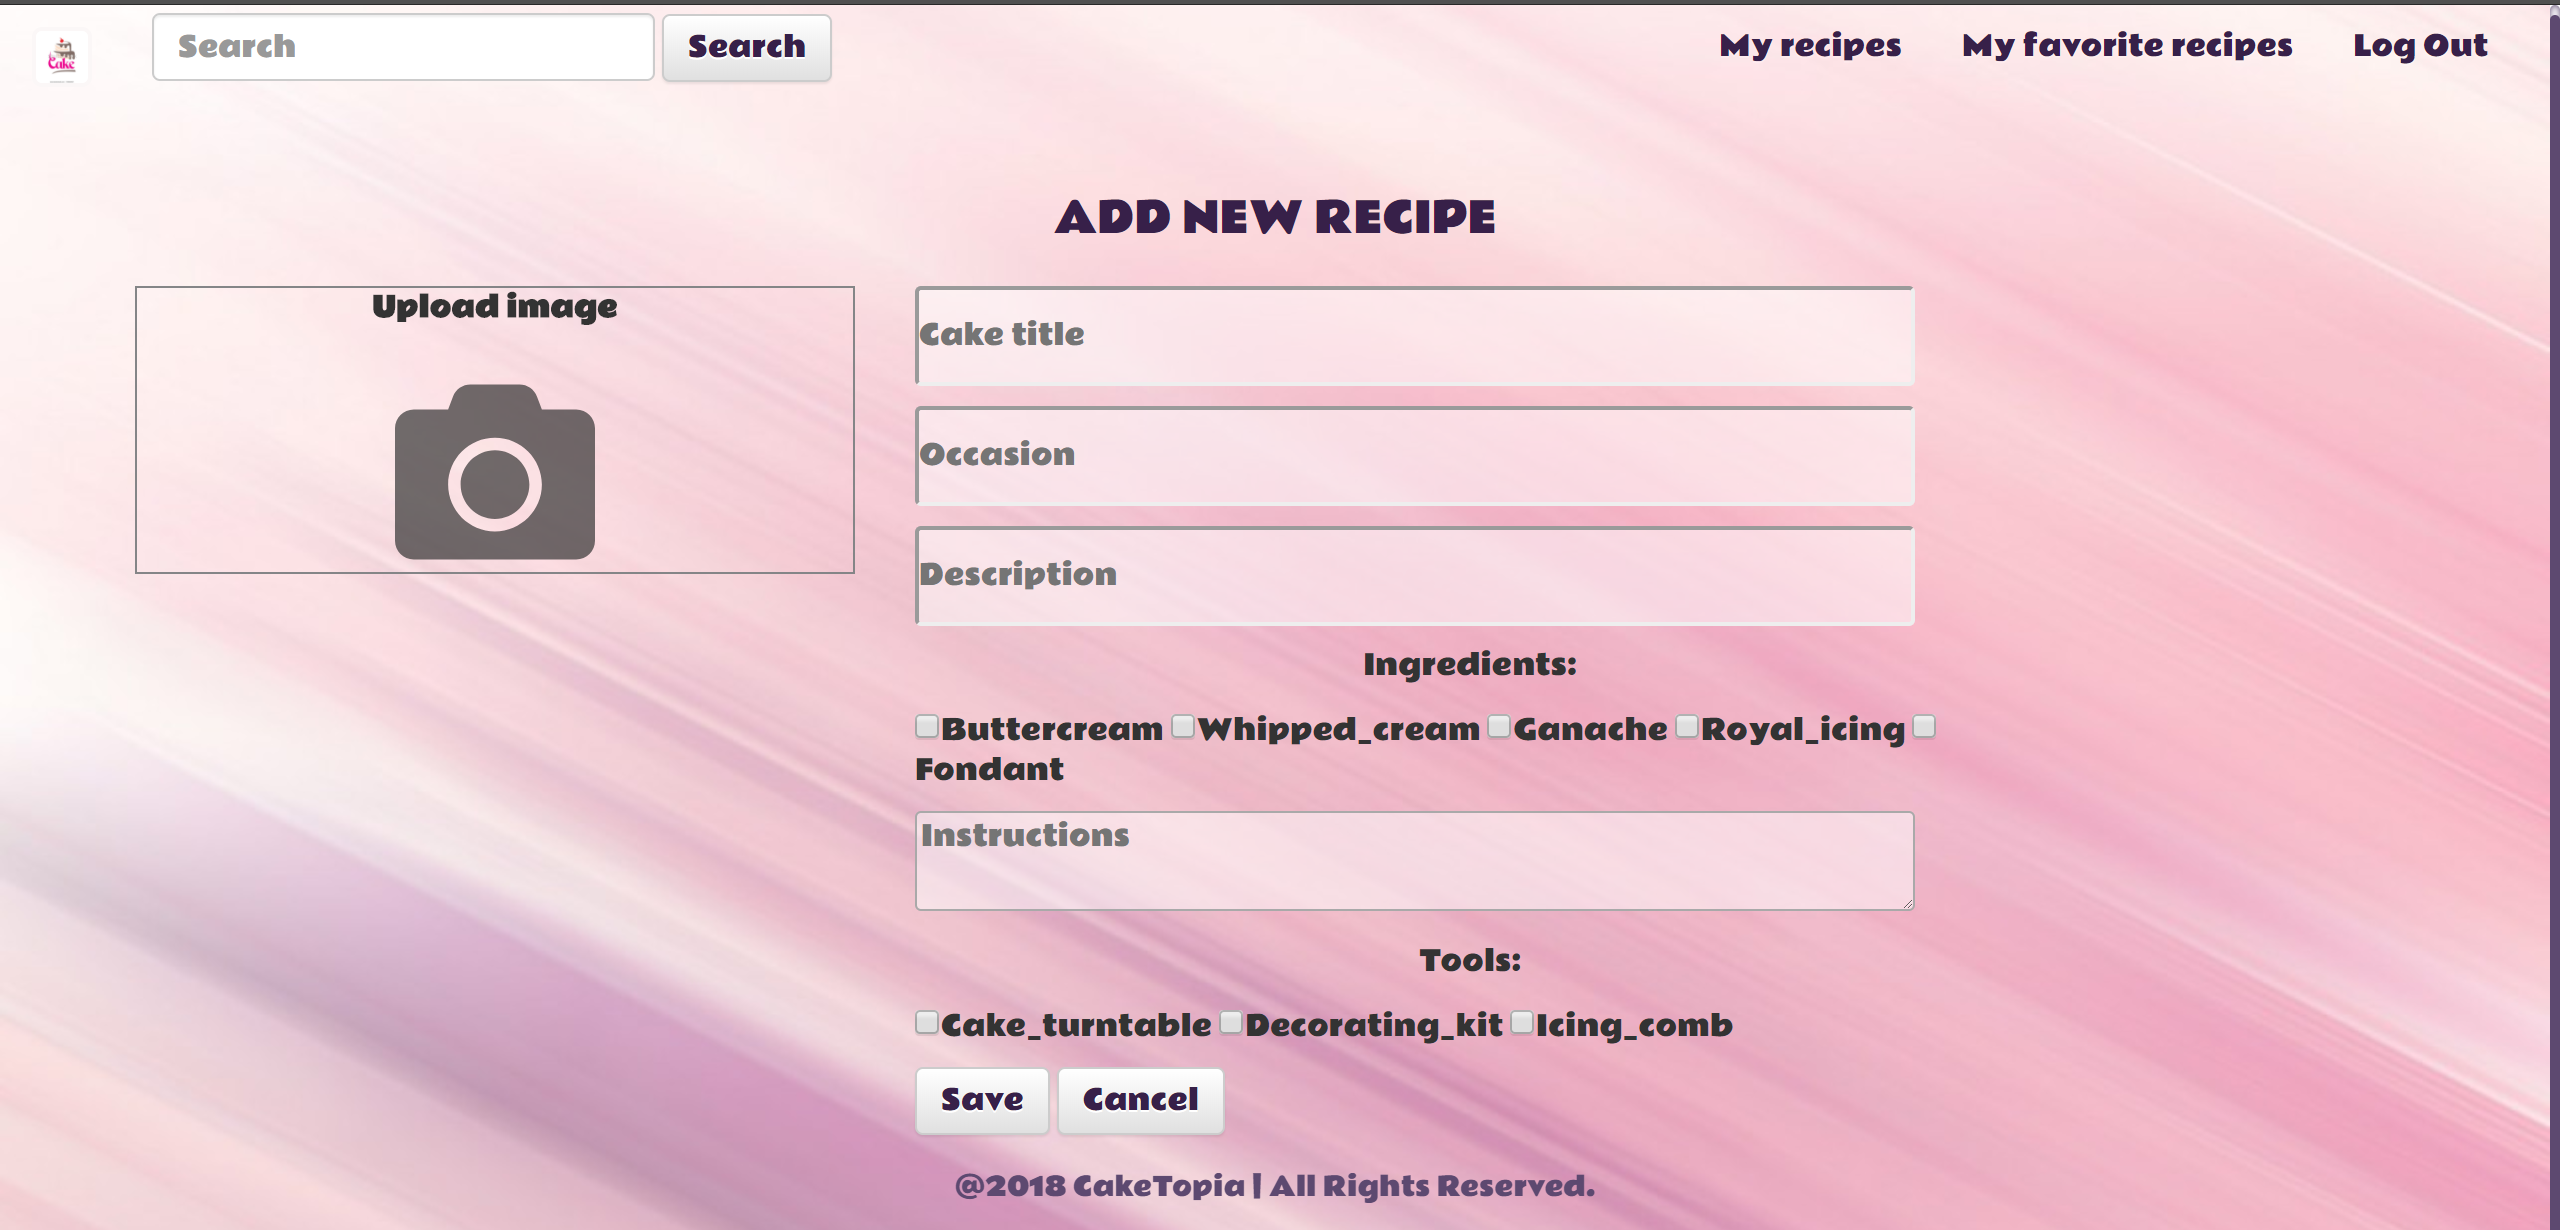 Cake
Search Search My recipes My favorite recipes Log Out
ADD NEW RECIPE
Upload image
Cake title
Occasion
Description
Ingredients:
Buttercream Whipped_cream Ganache Royal_icing
Fondant
Instructions
Tools:
Cake_turntable Decorating_kit Icing_comb
Save Cancel
@2018 CakeTopia | All Rights Reserved.